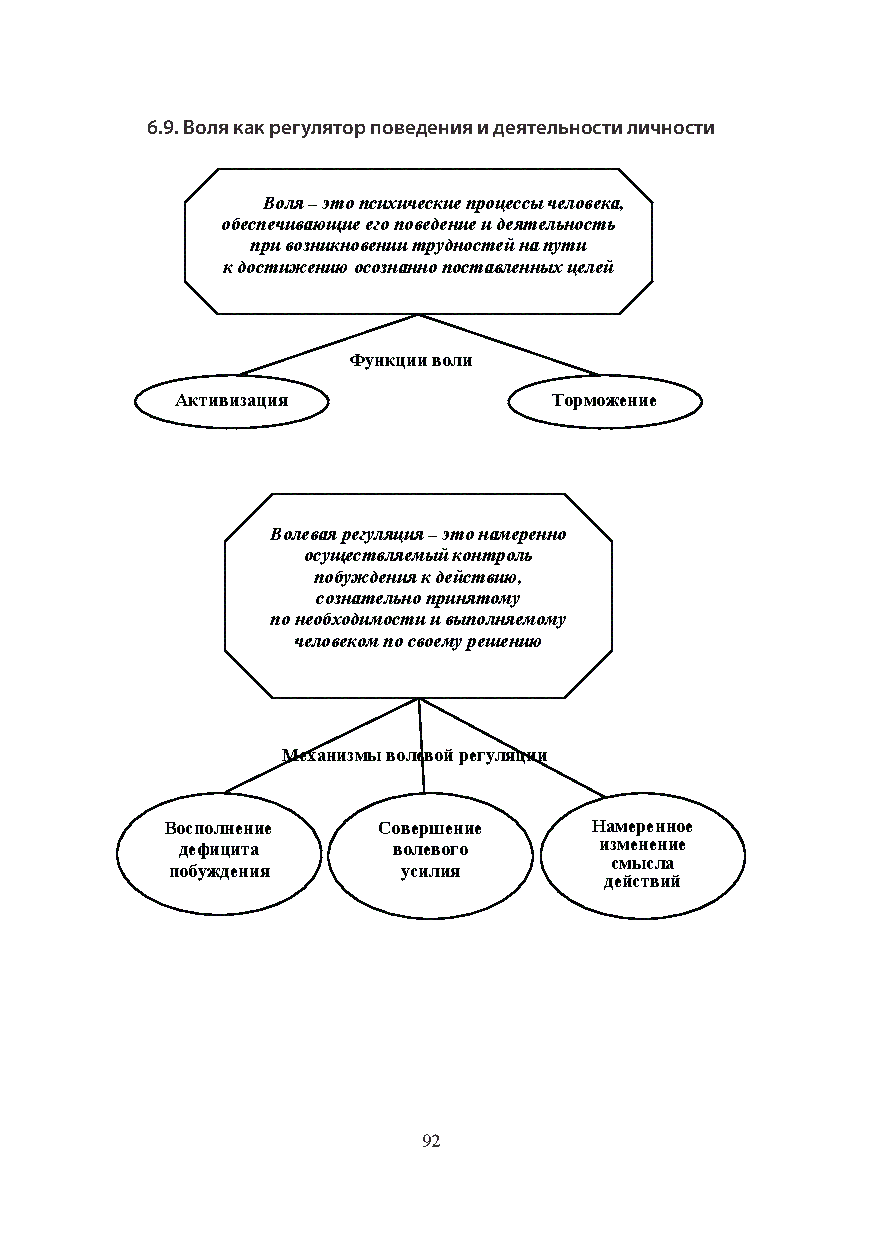 6.9. Воля как регулятор поведения и деятельности личности
Воля – это психические процессы человека,
обеспечивающие его поведение и деятельность
при возникновении трудностей на пути
к достижению осознанно поставленных целей
Функции воли
Активизация
Торможение
Волевая регуляция – это намеренно
осуществляемый контроль
побуждения к действию,
сознательно принятому
по необходимости и выполняемому
человеком по своему решению
Механизмы волевой регуляции
Восполнение
дефицита
побуждения
Совершение
волевого
усилия
Намеренное
изменение
смысла
действий
92